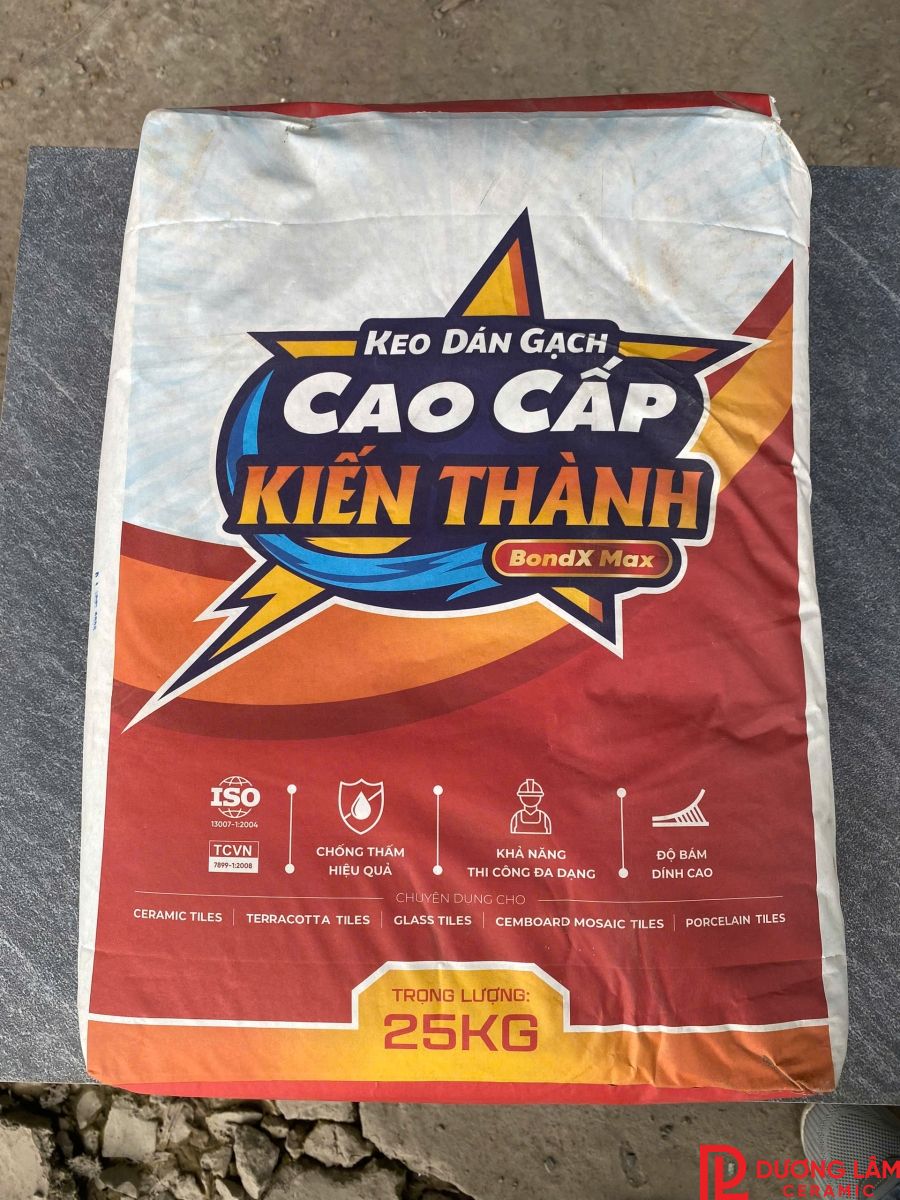 KEO DÁN GẠCH
CAO CẤP
KIẾN THÀNH
BondX Max
ISO
13007-1:2004
TCVN
7899-1:2008
CHỐNG THẤM
HIỆU QUẢ
KHẢ NĂNG
THI CÔNG ĐA DẠNG
ĐỘ BÁM
DÍNH CAO
CHUYÊN DỤNG CHO
CERAMIC TILES
TERRACOTTA TILES
GLASS TILES
CEMBOARD MOSAIC TILES
PORCELAIN TILES
TRỌNG LƯỢNG:
25KG
DƯƠNG LÂM
CERAMIC